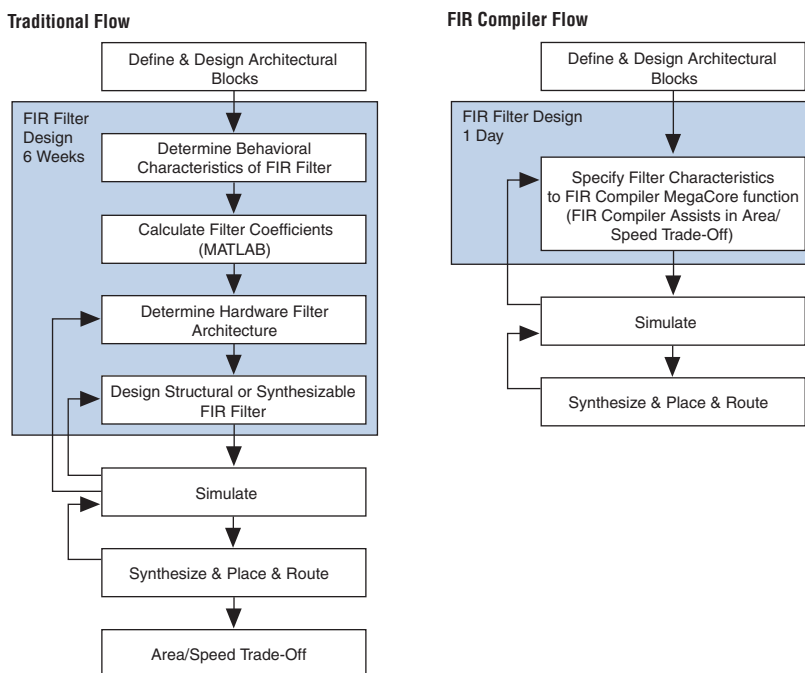 Traditional Flow
Define & Design Architectural
Blocks
FIR Filter
Design
6 Weeks
Determine Behavioral
Characteristics of FIR Filter
Calculate Filter Coefficients
(MATLAB)
Determine Hardware Filter
Architecture
Design Structural or Synthesizable
FIR Filter
Simulate
Synthesize & Place & Route
Area/Speed Trade-Off
FIR Compiler Flow
Define & Design Architectural
Blocks
FIR Filter Design
1 Day
Specify Filter Characteristics
to FIR Compiler MegaCore function
(FIR Compiler Assists in Area/
Speed Trade-Off)
Simulate
Synthesize & Place & Route